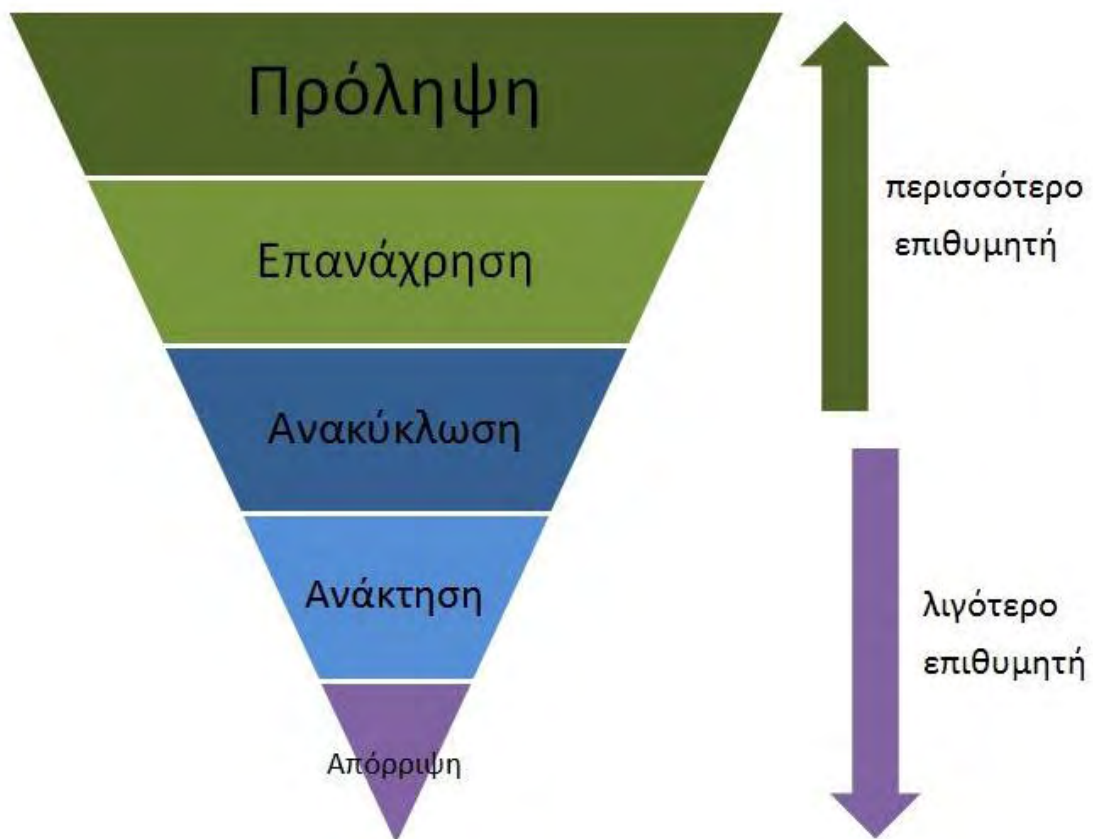 Πρόληψη
Επανάχρηση
Ανακύκλωση
Ανάκτηση
Απόρριψη
περισσότερο
επιθυμητή
λιγότερο
επιθυμητή